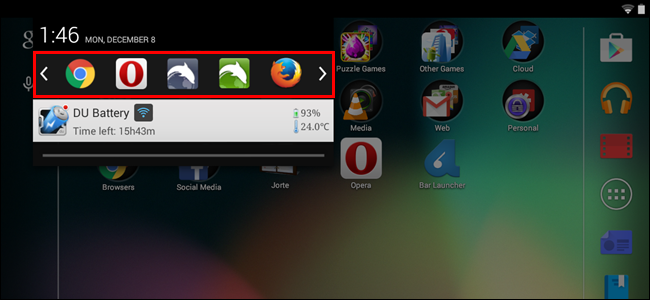 1:46 MON, DECEMBER 8
DU Battery 93%
Time left: 15h43m 24.0℃
Puzzle Games Other Games Cloud
Media Web Personal
Browsers Social Media Jorte Opera Bar Launcher